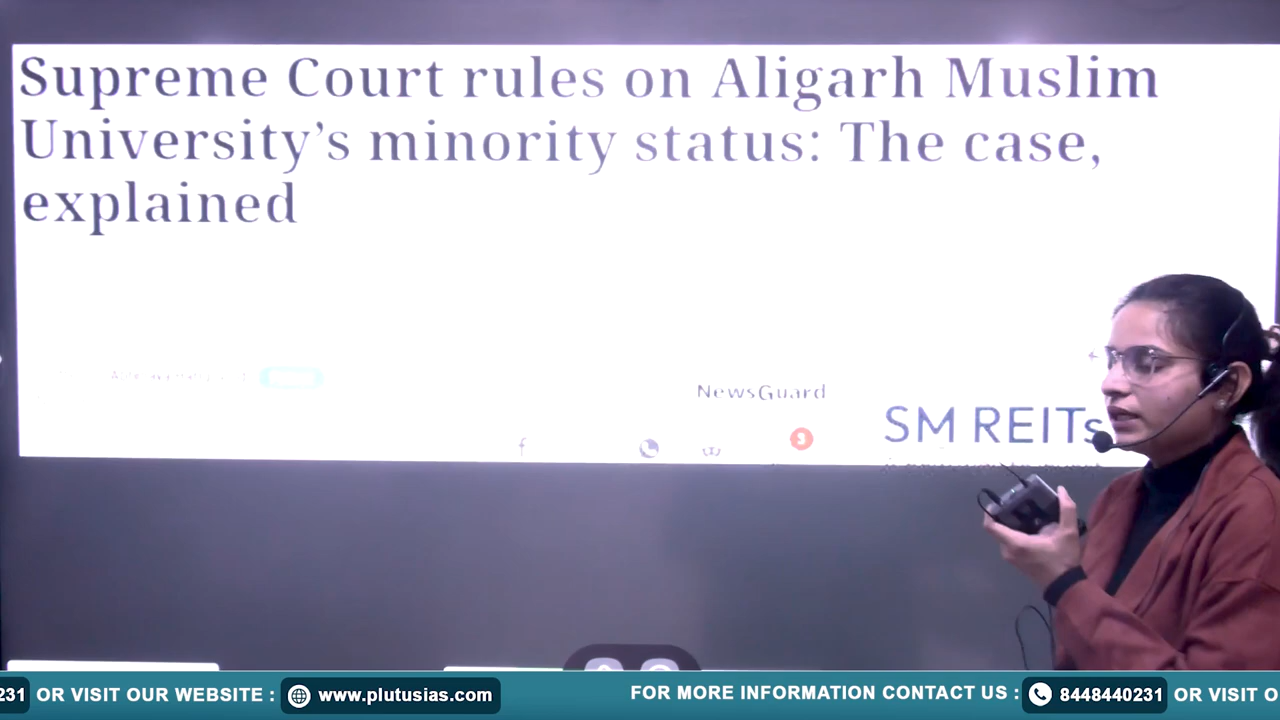 Supreme Court rules on Aligarh Muslim
University's minority status: The case,
explained
NewsGuard
3
SM REITs
231 OR VISIT OUR WEBSITE : www.plutusias.com FOR MORE INFORMATION CONTACT US : 8448440231 OR VISIT O